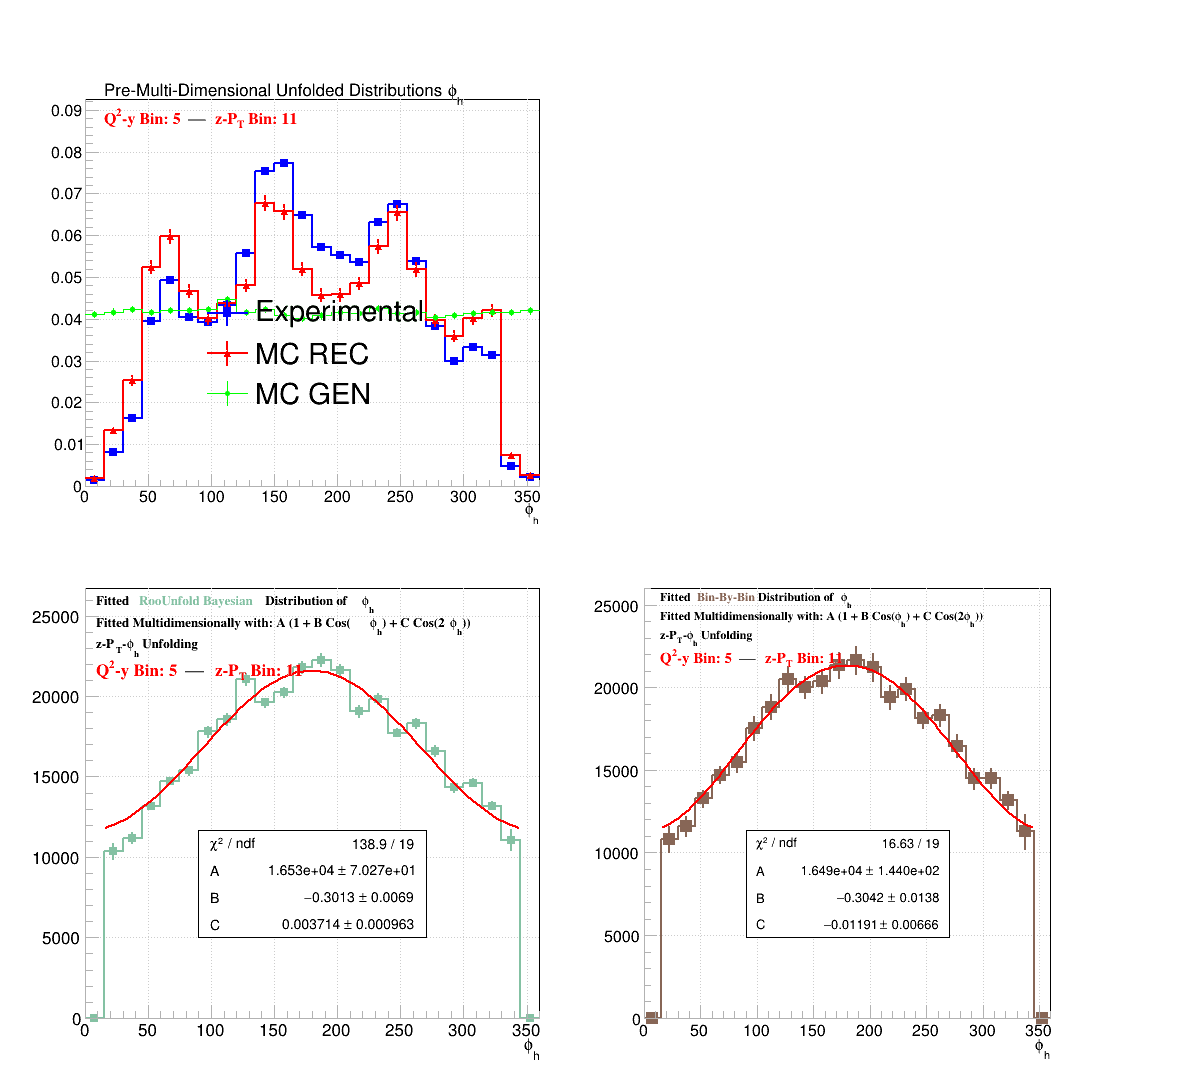 Pre-Multi-Dimensional Unfolded Distributions ϕh
Q2-y Bin: 5 — z-PT Bin: 11
0.09
0.08
0.07
0.06
0.05
0.04
0.03
0.02
0.01
0
Experimental
MC REC
MC GEN
0 50 100 150 200 250 300 350
ϕh
Fitted RooUnfold Bayesian Distribution of ϕh
Fitted Multidimensionally with: A (1 + B Cos( ϕh) + C Cos(2 ϕh))
z-PT-ϕh Unfolding
Q2-y Bin: 5 — z-PT Bin: 11
25000
20000
15000
10000
5000
0
χ2 / ndf 138.9 / 19
A 1.653e+04 ± 7.027e+01
B −0.3013 ± 0.0069
C 0.003714 ± 0.000963
0 50 100 150 200 250 300 350
ϕh
Fitted Bin-By-Bin Distribution of ϕh
Fitted Multidimensionally with: A (1 + B Cos(ϕh) + C Cos(2ϕh))
z-PT-ϕh Unfolding
Q2-y Bin: 5 — z-PT Bin: 11
25000
20000
15000
10000
5000
0
χ2 / ndf 16.63 / 19
A 1.649e+04 ± 1.440e+02
B −0.3042 ± 0.0138
C −0.01191 ± 0.00666
0 50 100 150 200 250 300 350
ϕh